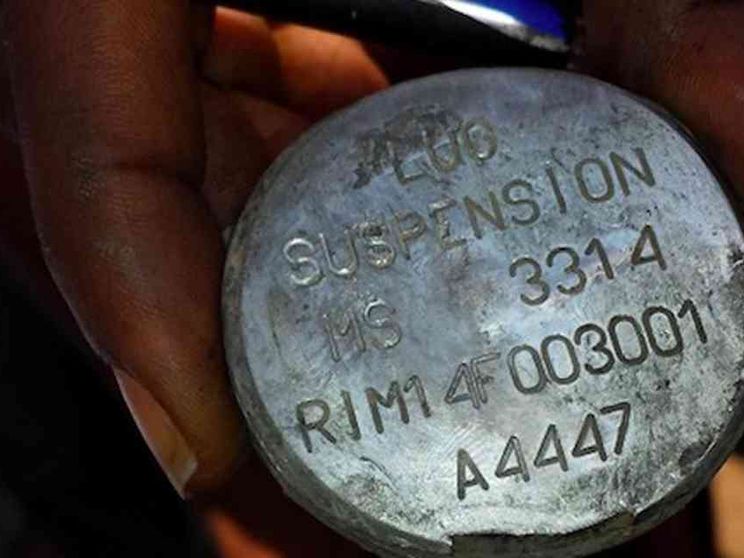 LUG
SUSPENSION
MS 3314
RIM14F003001
A4447